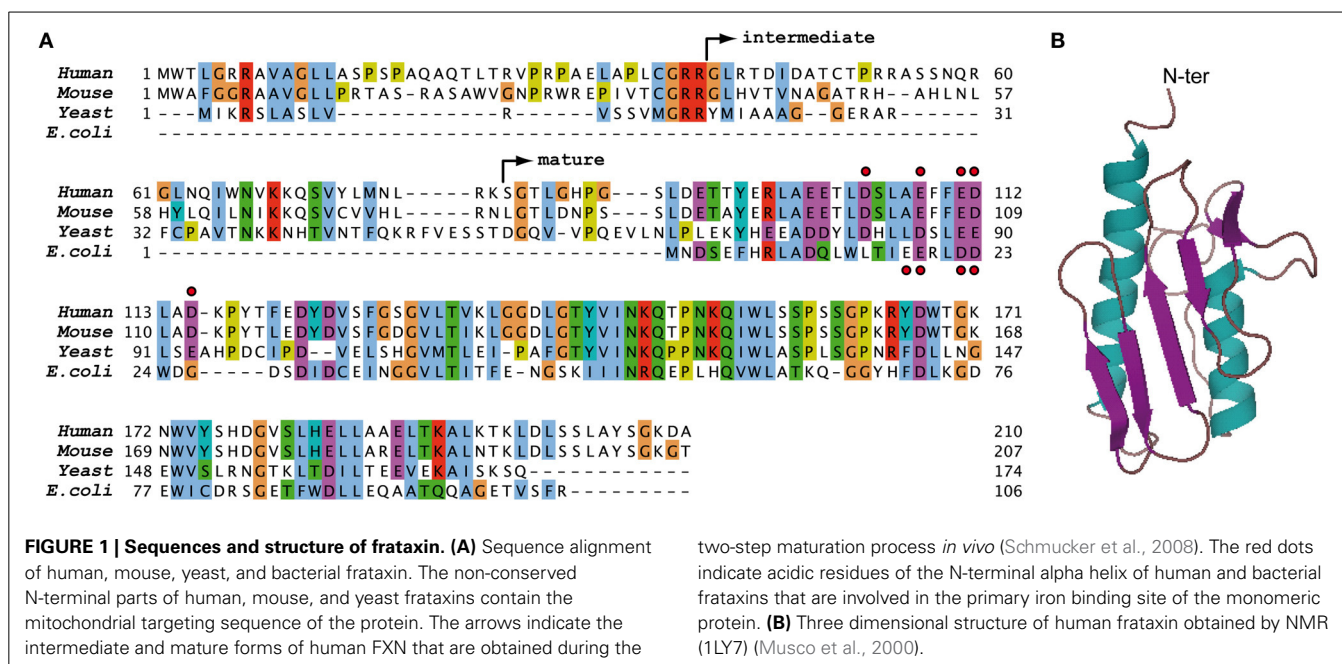 A
intermediate
Human 1 MWTLGRRAVAGLLASPSPAQAQTLTRVPRPAELAPLCGRRGLRTDIDATCTPRRASSNQR 60
Mouse 1 MWAFGGRAAVGLLPRTAS-RASAWVGNPRWREPIVTCGRRGLHVTVNAGATRH--AHLNL 57
Yeast 1 ---MIKRSLASLV------------R------VSSVMGRRYMIAAAG--GERAR------ 31
E.coli ------------------------------------------------------------
mature
Human 61 GLNQIWNVKKQSVYLMNL-----RKSGTLGHPG---SLDETTYERLAEETLDSLAEFFED 112
Mouse 58 HYLQILNIKKQSVCVVHL-----RNLGTLDNPS---SLDETAYERLAEETLDSLAEFFED 109
Yeast 32 FCPAVTNKKNHTVNTFQKRFVESSTDGQV-VPQEVLNLPLEKYHEEADDYLDHLLDSLEE 90
E.coli 1 -------------------------------------MNDSEFHRLADQLWLTIEERLDD 23
Human 113 LAD-KPYTFEDYDVSFGSGVLTVKLGGDLGTYVINKQTPNKQIWLSSPSSGPKRYDWTGK 171
Mouse 110 LAD-KPYTLEDYDVSFGDGVLTIKLGGDLGTYVINKQTPNKQIWLSSPSSGPKRYDWTGK 168
Yeast 91 LSEAHPDCIPD--VELSHGVMTLEI-PAFGTYVINKQPPNKQIWLASPLSGPNRFDLLNG 147
E.coli 24 WDG-----DSDIDCEINGGVLTITFE-NGSKIIINRQEPLHQVWLATKQ-GGYHFDLKGD 76
Human 172 NWVYSHDGVSLHELLAAELTKALKTKLDLSSLAYSGKDA 210
Mouse 169 NWVYSHDGVSLHELLARELTKALNTKLDLSSLAYSGKGT 207
Yeast 148 EWVSLRNGTKLTDILTEEVEKAISKSQ------------ 174
E.coli 77 EWICDRSGETFWDLLEQAATQQAGETVSFR--------- 106
B
N-ter
FIGURE 1 | Sequences and structure of frataxin. (A) Sequence alignment
of human, mouse, yeast, and bacterial frataxin. The non-conserved
N-terminal parts of human, mouse, and yeast frataxins contain the
mitochondrial targeting sequence of the protein. The arrows indicate the
intermediate and mature forms of human FXN that are obtained during the
two-step maturation process in vivo (Schmucker et al., 2008). The red dots
indicate acidic residues of the N-terminal alpha helix of human and bacterial
frataxins that are involved in the primary iron binding site of the monomeric
protein. (B) Three dimensional structure of human frataxin obtained by NMR
(1LY7) (Musco et al., 2000).